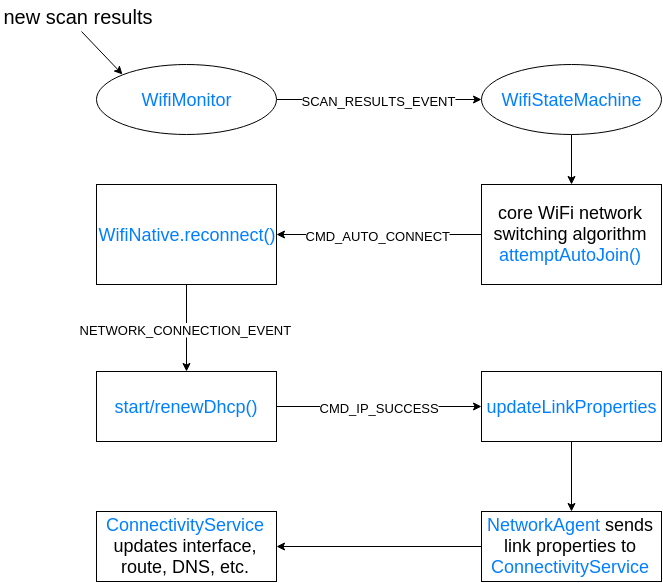 new scan results
WifiMonitor
SCAN_RESULTS_EVENT
WifiStateMachine
core WiFi network
switching algorithm
attemptAutoJoin()
CMD_AUTO_CONNECT
WifiNative.reconnect()
NETWORK_CONNECTION_EVENT
start/renewDhcp()
CMD_IP_SUCCESS
updateLinkProperties
NetworkAgent sends
link properties to
ConnectivityService
ConnectivityService
updates interface,
route, DNS, etc.